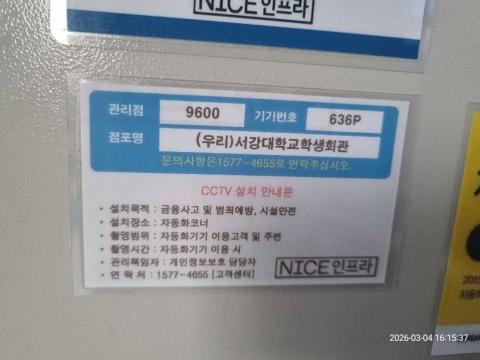 NICE인프라
관리점 9600 기기번호 636P
점포명 (우리)서강대학교학생회관
문의사항은1577-4655로 연락주십시오.
CCTV 설치 안내문
• 설치목적 : 금융사고 및 범죄예방, 시설안전
• 설치장소 : 자동화코너
• 촬영범위 : 자동화기기 이용고객 및 주변
• 촬영시간 : 자동화기기 이용 시
• 관리책임자 : 개인정보보호 담당자
• 연 락 처 : 1577-4655 [고객센터]
NICE인프라
2026-03-04 16:15:37